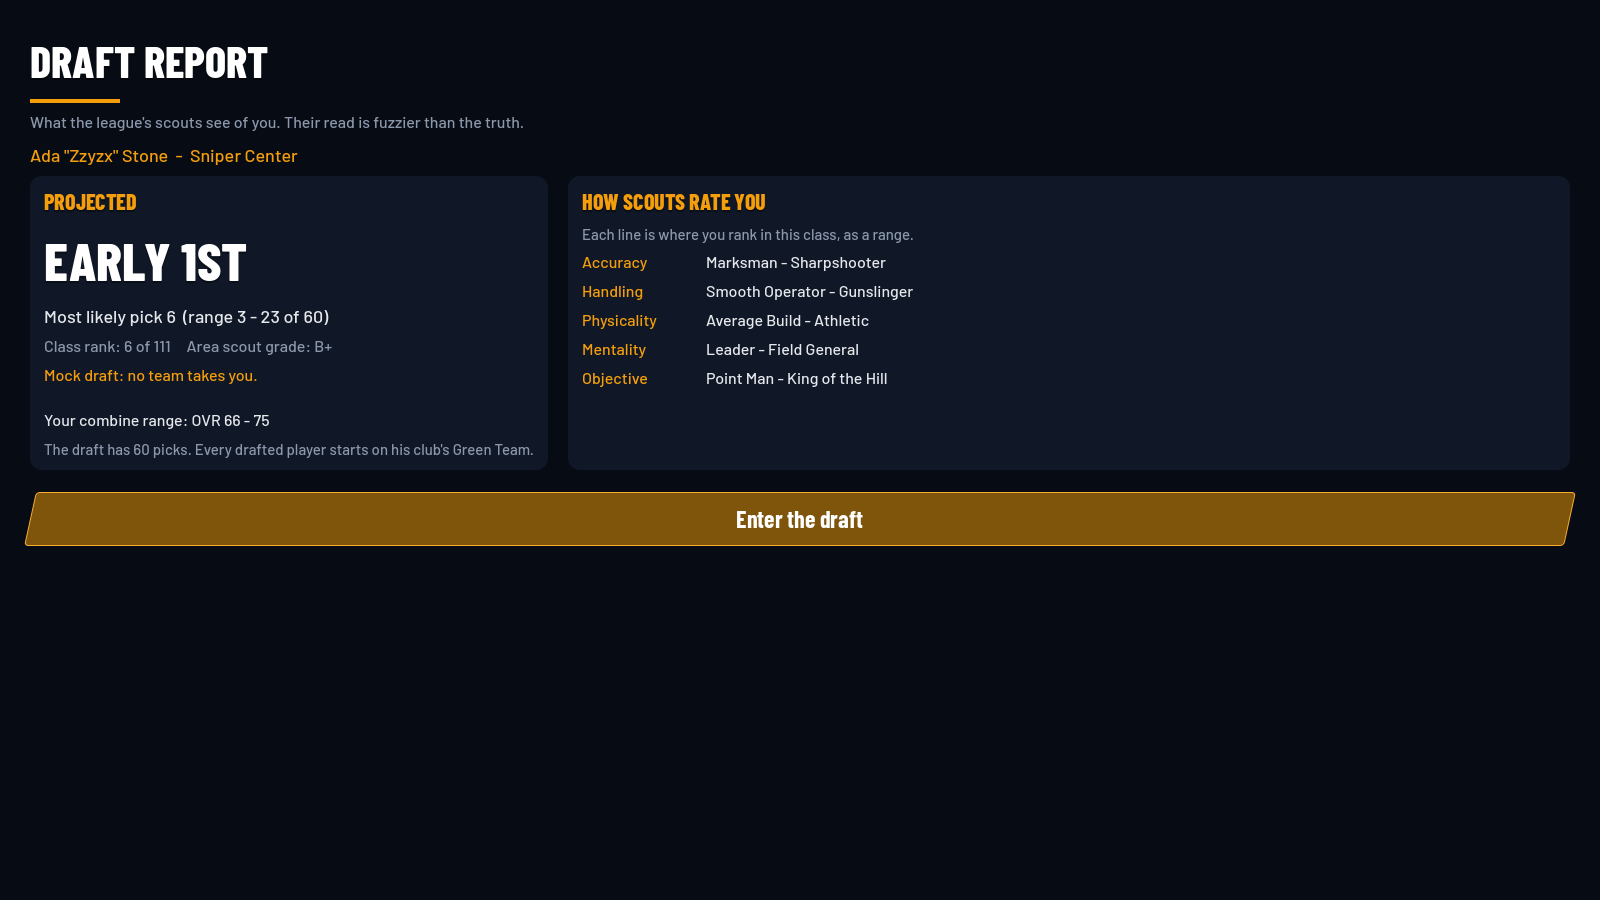 DRAFT REPORT
What the league's scouts see of you. Their read is fuzzier than the truth.
Ada "Zzyzx" Stone - Sniper Center
PROJECTED
EARLY 1ST
Most likely pick 6 (range 3 - 23 of 60)
Class rank: 6 of 111 Area scout grade: B+
Mock draft: no team takes you.
Your combine range: OVR 66 - 75
The draft has 60 picks. Every drafted player starts on his club's Green Team.
HOW SCOUTS RATE YOU
Each line is where you rank in this class, as a range.
Accuracy Marksman - Sharpshooter
Handling Smooth Operator - Gunslinger
Physicality Average Build - Athletic
Mentality Leader - Field General
Objective Point Man - King of the Hill
Enter the draft